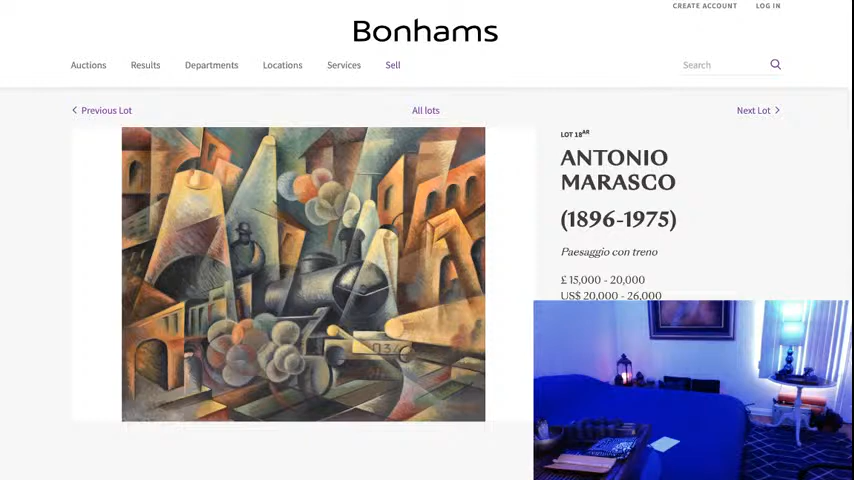 CREATE ACCOUNT LOG IN
Bonhams
Auctions Results Departments Locations Services Sell Search
Previous Lot All lots Next Lot
LOT 18AR
ANTONIO
MARASCO
(1896-1975)
Paesaggio con treno
£ 15,000 - 20,000
US$ 20,000 - 26,000
034